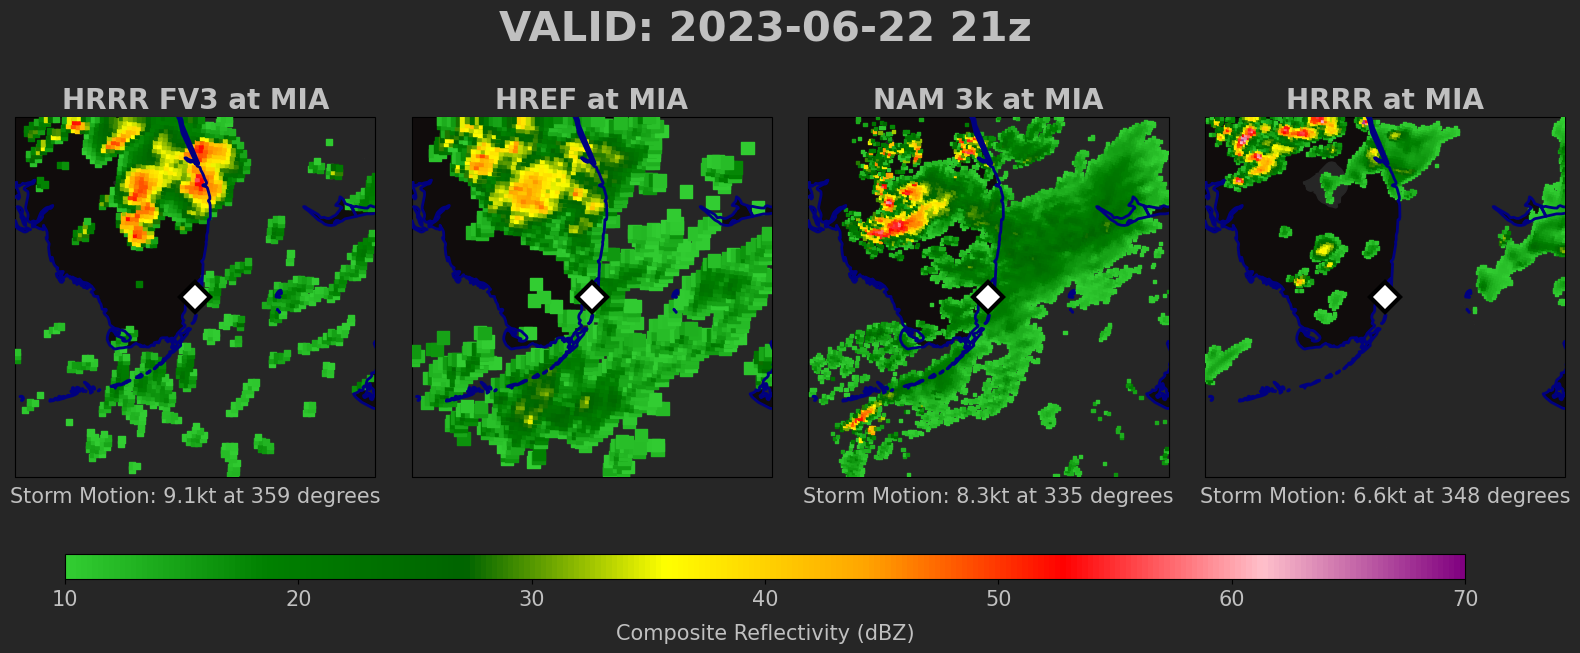 VALID: 2023-06-22 21z
HRRR FV3 at MIA
HREF at MIA
NAM 3k at MIA
HRRR at MIA
Storm Motion: 9.1kt at 359 degrees
Storm Motion: 8.3kt at 335 degrees
Storm Motion: 6.6kt at 348 degrees
10 20 30 40 50 60 70
Composite Reflectivity (dBZ)